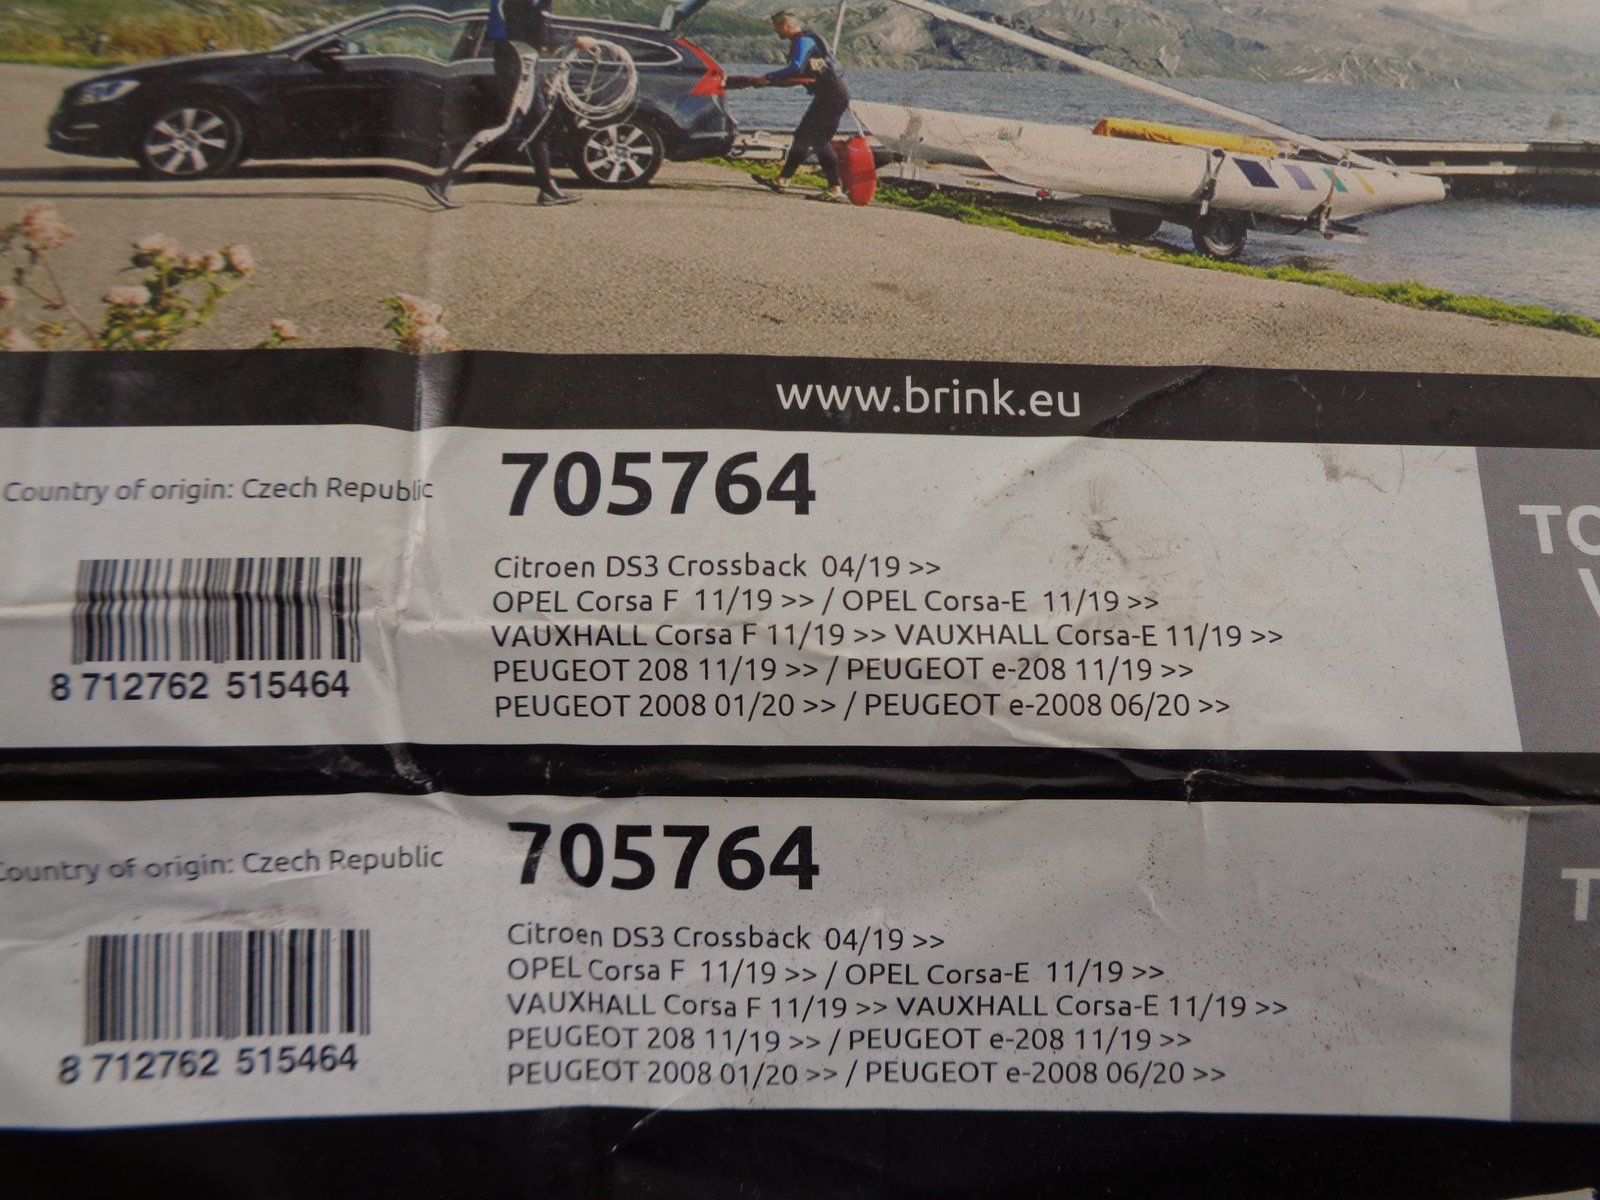 www.brink.eu
705764
Country of origin: Czech Republic
Citroen DS3 Crossback 04/19 >>
OPEL Corsa F 11/19 >> / OPEL Corsa-E 11/19 >>
VAUXHALL Corsa F 11/19 >> VAUXHALL Corsa-E 11/19 >>
PEUGEOT 208 11/19 >> / PEUGEOT e-208 11/19 >>
PEUGEOT 2008 01/20 >> / PEUGEOT e-2008 06/20 >>
8 712762 515464
705764
Country of origin: Czech Republic
Citroen DS3 Crossback 04/19 >>
OPEL Corsa F 11/19 >> / OPEL Corsa-E 11/19 >>
VAUXHALL Corsa F 11/19 >> VAUXHALL Corsa-E 11/19 >>
PEUGEOT 208 11/19 >> / PEUGEOT e-208 11/19 >>
PEUGEOT 2008 01/20 >> / PEUGEOT e-2008 06/20 >>
8 712762 515464